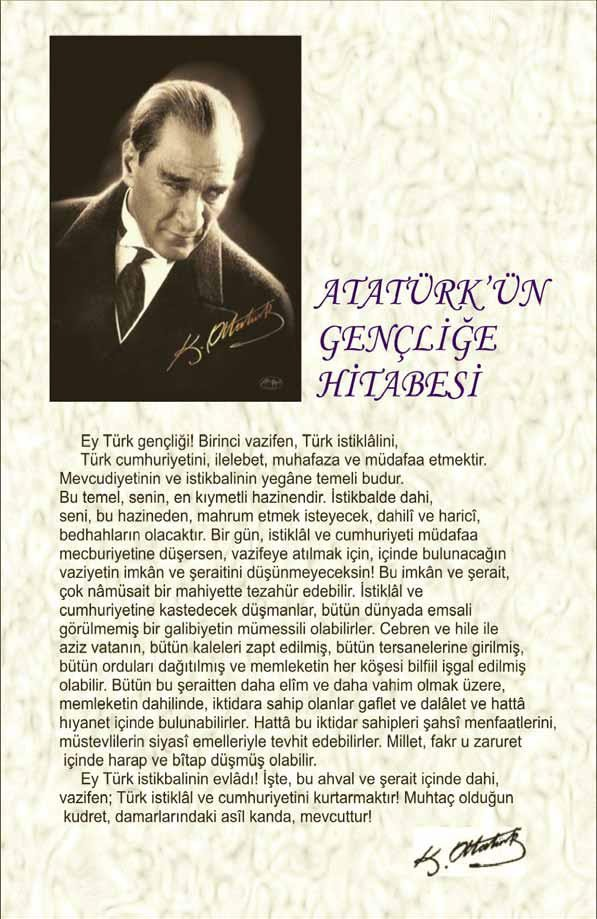 K. Atatürk
ATATÜRK'ÜN
GENÇLİĞE
HİTABESİ
Ey Türk gençliği! Birinci vazifen, Türk istiklâlini,
Türk cumhuriyetini, ilelebet, muhafaza ve müdafaa etmektir.
Mevcudiyetinin ve istikbalinin yegâne temeli budur.
Bu temel, senin, en kıymetli hazinendir. İstikbalde dahi,
seni, bu hazineden, mahrum etmek isteyecek, dahilî ve haricî,
bedhahların olacaktır. Bir gün, istiklâl ve cumhuriyeti müdafaa
mecburiyetine düşersen, vazifeye atılmak için, içinde bulunacağın
vaziyetin imkân ve şeraitini düşünmeyeceksin! Bu imkân ve şerait,
çok nâmüsait bir mahiyette tezahür edebilir. İstiklâl ve
cumhuriyetine kastedecek düşmanlar, bütün dünyada emsali
görülmemiş bir galibiyetin mümessili olabilirler. Cebren ve hile ile
aziz vatanın, bütün kaleleri zapt edilmiş, bütün tersanelerine girilmiş,
bütün orduları dağıtılmış ve memleketin her köşesi bilfiil işgal edilmiş
olabilir. Bütün bu şeraitten daha elîm ve daha vahim olmak üzere,
memleketin dahilinde, iktidara sahip olanlar gaflet ve dalâlet ve hattâ
hıyanet içinde bulunabilirler. Hattâ bu iktidar sahipleri şahsî menfaatlerini,
müstevlilerin siyasî emelleriyle tevhit edebilirler. Millet, fakr u zaruret
içinde harap ve bîtap düşmüş olabilir.
Ey Türk istikbalinin evlâdı! İşte, bu ahval ve şerait içinde dahi,
vazifen; Türk istiklâl ve cumhuriyetini kurtarmaktır! Muhtaç olduğun
kudret, damarlarındaki asîl kanda, mevcuttur!
K. Atatürk